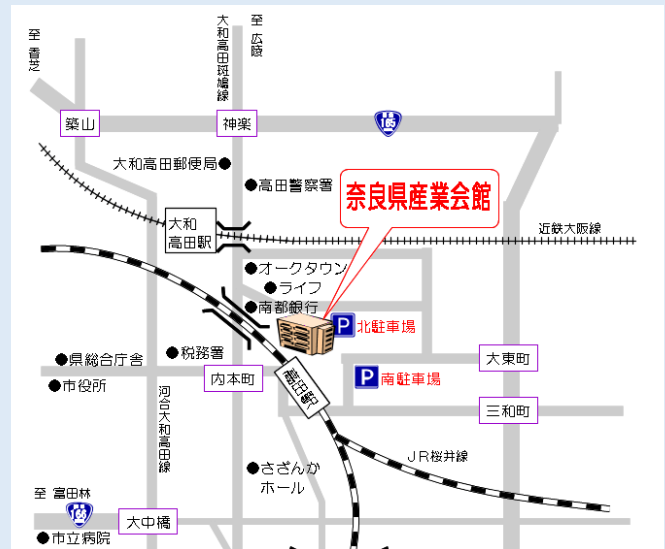 至 香芝
大和高田斑鳩線
至 広陵
築山
神楽
165
大和高田郵便局
高田警察署
奈良県産業会館
大和
高田駅
近鉄大阪線
オークタウン
ライフ
南都銀行
P 北駐車場
県総合庁舎
税務署
市役所
内本町
高田駅
P 南駐車場
大東町
三和町
河合大和高田線
JR桜井線
さざんか
ホール
至 富田林
165
大中橋
市立病院